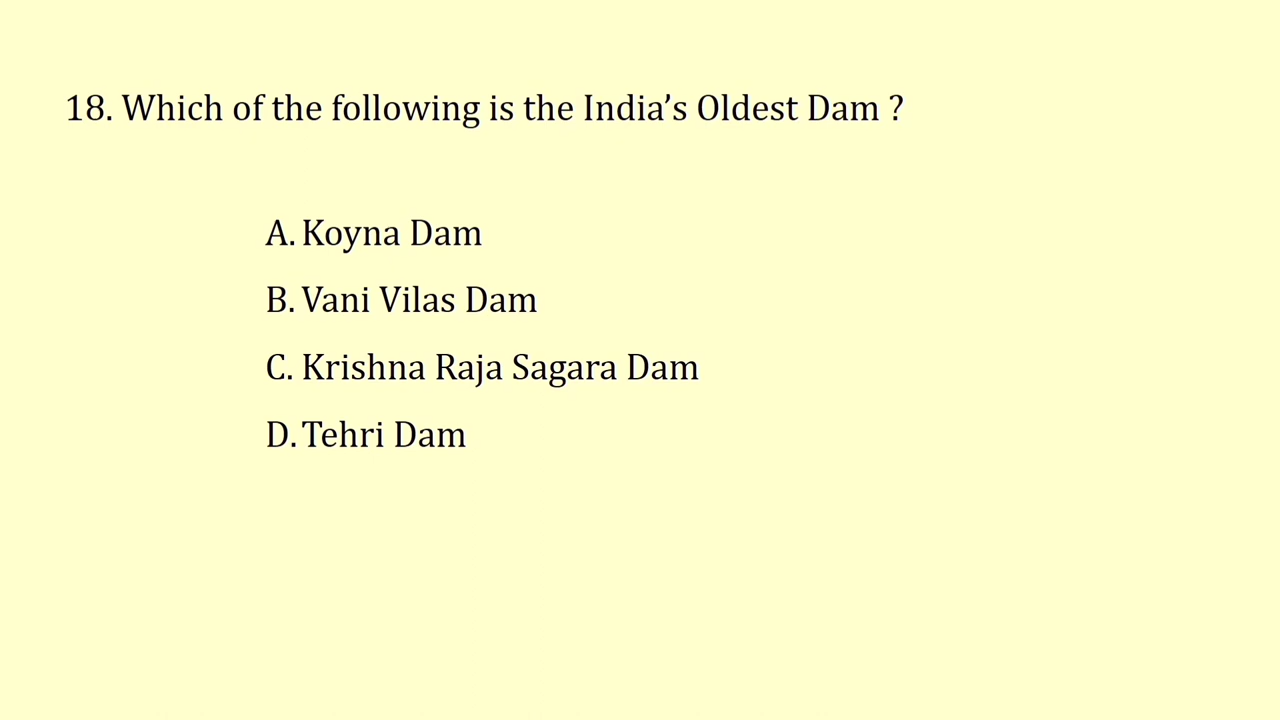 18. Which of the following is the India’s Oldest Dam ?
A. Koyna Dam
B. Vani Vilas Dam
C. Krishna Raja Sagara Dam
D. Tehri Dam